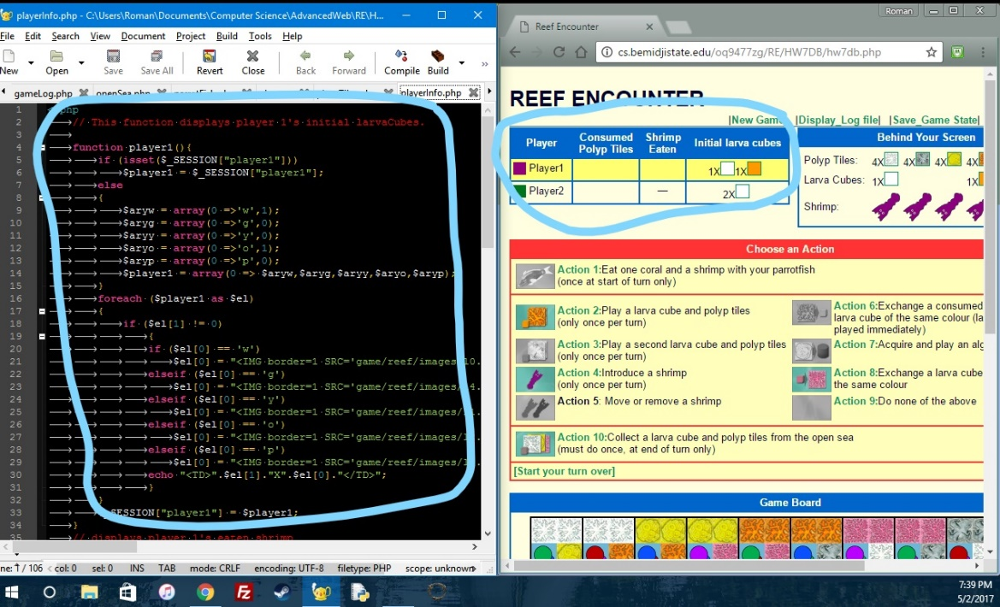 playerInfo.php - C:\Users\Roman\Documents\Computer Science\AdvancedWeb\RE\H...
File Edit Search View Document Project Build Tools Help
New Open Save Save All Revert Close Back Forward Compile Build
gameLog.php openSea.php playerInfo.php
1 php
2 // This function displays player 1's initial larvaCubes.
3
4 function player1(){
5 if (isset($_SESSION["player1"]))
6 $player1 = $_SESSION["player1"];
7 else
8 {
9 $aryw = array(0 =>'w',1);
10 $aryg = array(0 =>'g',0);
11 $aryy = array(0 =>'y',0);
12 $aryo = array(0 =>'o',1);
13 $aryp = array(0 =>'p',0);
14 $player1 = array(0 => $aryw,$aryg,$aryy,$aryo,$aryp);
15 }
16 foreach ($player1 as $el)
17 {
18 if ($el[1] != 0)
19 {
20 if ($el[0] == 'w')
21 $el[0] = "<IMG border=1 SRC='game/reef/images/
22 elseif ($el[0] == 'g')
23 $el[0] = "<IMG border=1 SRC='game/reef/images/
24 elseif ($el[0] == 'y')
25 $el[0] = "<IMG border=1 SRC='game/reef/images/
26 elseif ($el[0] == 'o')
27 $el[0] = "<IMG border=1 SRC='game/reef/images/
28 elseif ($el[0] == 'p')
29 $el[0] = "<IMG border=1 SRC='game/reef/images/
30 echo "<TD>".$el[1]."X".$el[0]."</TD>";
31 }
32 }
33 _SESSION["player1"] = $player1;
34 }
35 // displays player 1's eaten shrimp
ne: 1 / 106 col: 0 sel: 0 INS TAB mode: CRLF encoding: UTF-8 filetype: PHP scope: unknown
Roman
Reef Encounter
cs.bemidjistate.edu/oq9477zg/RE/HW7DB/hw7db.php
REEF ENCOUNTER
|New Game |Display_Log file| |Save_Game State|
Player Consumed Polyp Tiles Shrimp Eaten Initial larva cubes
Player1 1X 1X
Player2 — 2X
Behind Your Screen
Polyp Tiles: 4X 4X 4X 4X
Larva Cubes: 1X 1X
Shrimp:
Choose an Action
Action 1:Eat one coral and a shrimp with your parrotfish
(once at start of turn only)
Action 2:Play a larva cube and polyp tiles
(only once per turn)
Action 3:Play a second larva cube and polyp tiles
(only once per turn)
Action 4:Introduce a shrimp
(only once per turn)
Action 5: Move or remove a shrimp
Action 6:Exchange a consumed
larva cube of the same colour (la
played immediately)
Action 7:Acquire and play an alg
Action 8:Exchange a larva cube
the same colour
Action 9:Do none of the above
Action 10:Collect a larva cube and polyp tiles from the open sea
(must do once, at end of turn only)
[Start your turn over]
Game Board
7:39 PM
5/2/2017